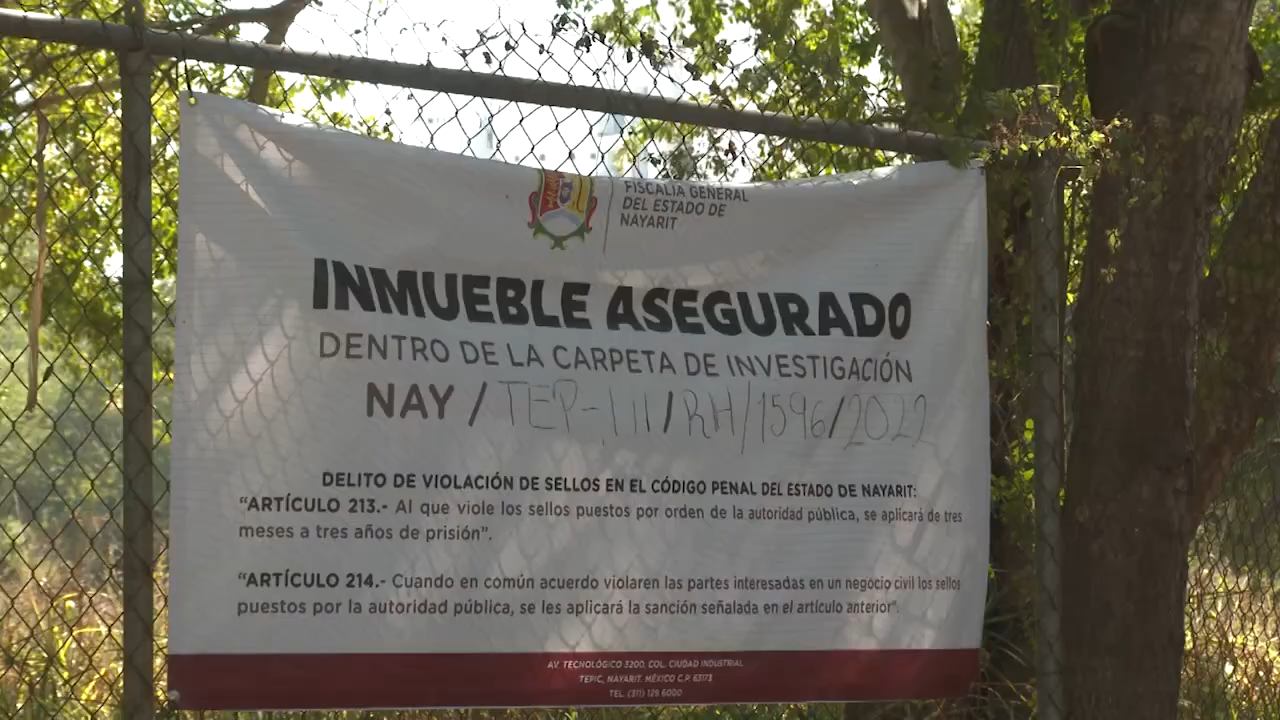 FISCALÍA GENERAL
DEL ESTADO DE
NAYARIT
INMUEBLE ASEGURADO
DENTRO DE LA CARPETA DE INVESTIGACIÓN
NAY / TEP-III/RH/1596/2022
DELITO DE VIOLACIÓN DE SELLOS EN EL CÓDIGO PENAL DEL ESTADO DE NAYARIT:
“ARTÍCULO 213.- Al que viole los sellos puestos por orden de la autoridad pública, se aplicará de tres
meses a tres años de prisión”.
“ARTÍCULO 214.- Cuando en común acuerdo violaren las partes interesadas en un negocio civil los sellos
puestos por la autoridad pública, se les aplicará la sanción señalada en el artículo anterior”.
AV. TECNOLÓGICO 3200, COL. CIUDAD INDUSTRIAL
TEPIC, NAYARIT. MÉXICO C.P. 63173
TEL. (311) 129 6000